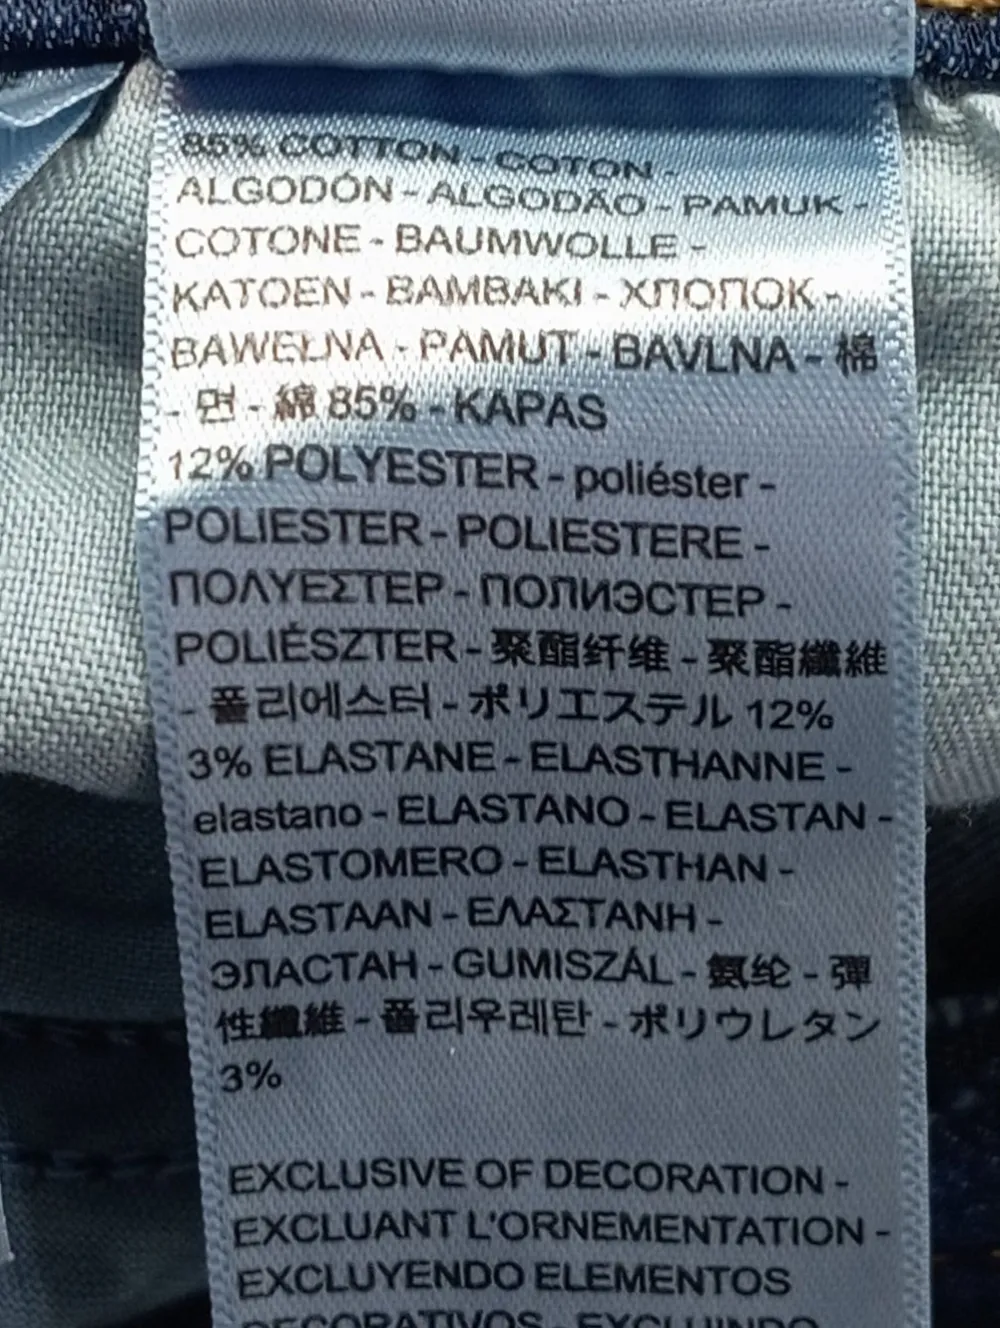 85% COTTON - COTON -
ALGODÓN - ALGODÃO - PAMUK -
COTONE - BAUMWOLLE -
KATOEN - BAMBAKI - ХЛОПОК -
BAWEŁNA - PAMUT - BAVLNA - 棉
- 면 - 綿 85% - KAPAS
12% POLYESTER - poliéster -
POLIESTER - POLIESTERE -
ΠΟΛΥΕΣΤΕΡ - ПОЛИЭСТЕР -
POLIÉSZTER - 聚酯纤维 - 聚酯纖維
- 폴리에스터 - ポリエステル 12%
3% ELASTANE - ELASTHANNE -
elastano - ELASTANO - ELASTAN -
ELASTOMERO - ELASTHAN -
ELASTAAN - ΕΛΑΣΤΑΝΗ -
ЭЛАСТАН - GUMISZÁL - 氨纶 - 彈
性纖維 - 폴리우레탄 - ポリウレタン
3%
EXCLUSIVE OF DECORATION -
EXCLUANT L'ORNEMENTATION -
EXCLUYENDO ELEMENTOS
DECORATIVOS - EXCLUINDO